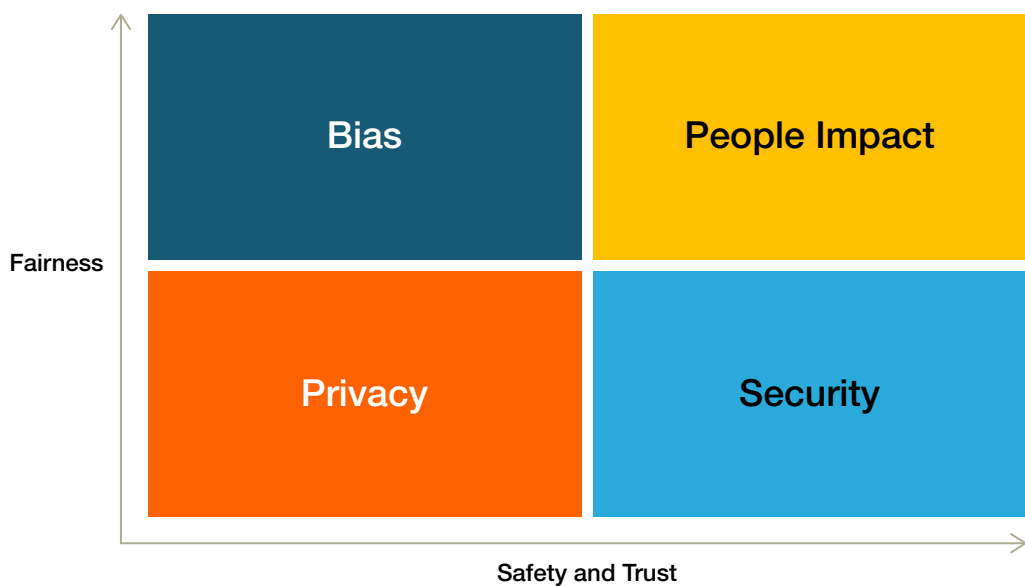 Bias
People Impact
Fairness
Privacy
Security
Safety and Trust